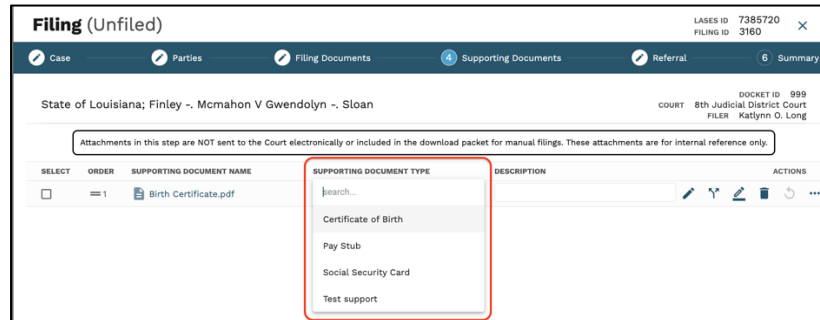 Filing (Unfiled)
LASES ID 7385720
FILING ID 3160
Case
Parties
Filing Documents
4 Supporting Documents
Referral
6 Summary
DOCKET ID 999
State of Louisiana; Finley -. Mcmahon V Gwendolyn -. Sloan
COURT 8th Judicial District Court
FILER Katlynn O. Long
Attachments in this step are NOT sent to the Court electronically or included in the download packet for manual filings. These attachments are for internal reference only.
SELECT ORDER SUPPORTING DOCUMENT NAME SUPPORTING DOCUMENT TYPE DESCRIPTION ACTIONS
1 Birth Certificate.pdf search...
Certificate of Birth
Pay Stub
Social Security Card
Test support